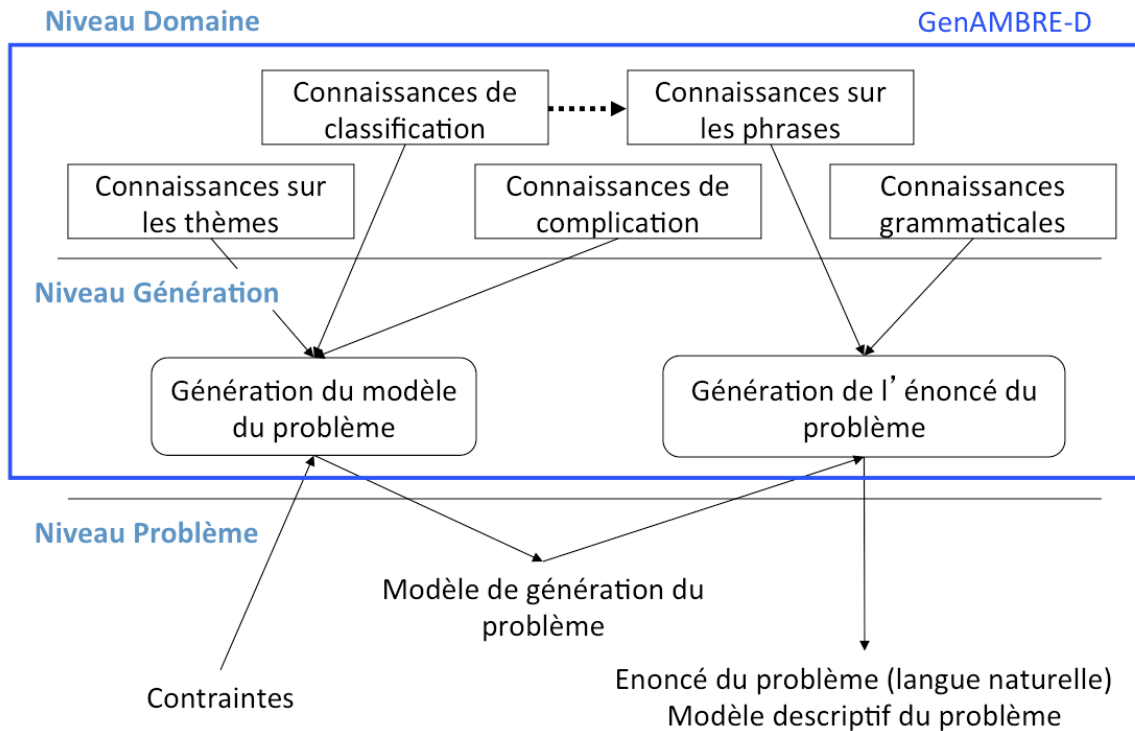 Niveau Domaine
GenAMBRE-D
Connaissances de
classification
Connaissances sur
les phrases
Connaissances sur
les thèmes
Connaissances de
complication
Connaissances
grammaticales
Niveau Génération
Génération du modèle
du problème
Génération de l’énoncé du
problème
Niveau Problème
Modèle de génération du
problème
Contraintes
Enoncé du problème (langue naturelle)
Modèle descriptif du problème